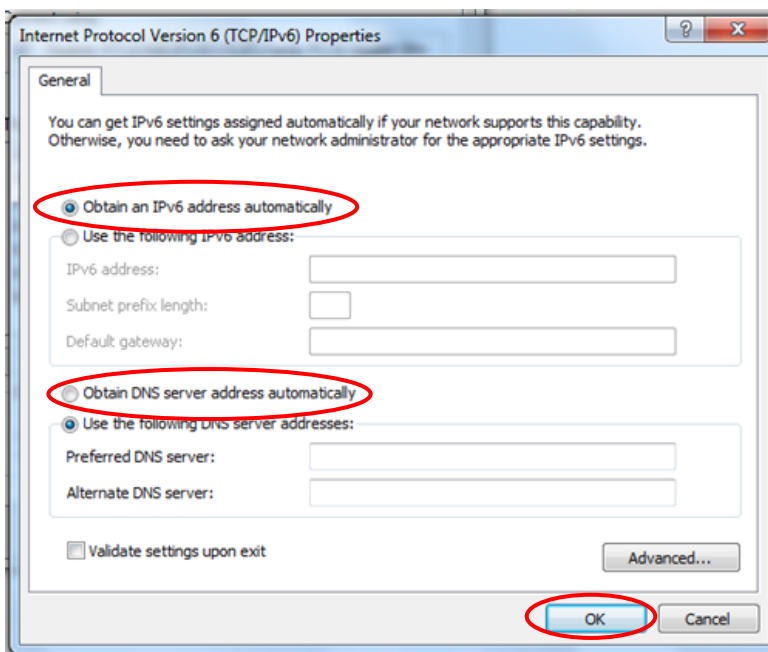 Internet Protocol Version 6 (TCP/IPv6) Properties
General
You can get IPv6 settings assigned automatically if your network supports this capability.
Otherwise, you need to ask your network administrator for the appropriate IPv6 settings.
Obtain an IPv6 address automatically
Use the following IPv6 address:
IPv6 address:
Subnet prefix length:
Default gateway:
Obtain DNS server address automatically
Use the following DNS server addresses:
Preferred DNS server:
Alternate DNS server:
Validate settings upon exit
Advanced...
OK
Cancel